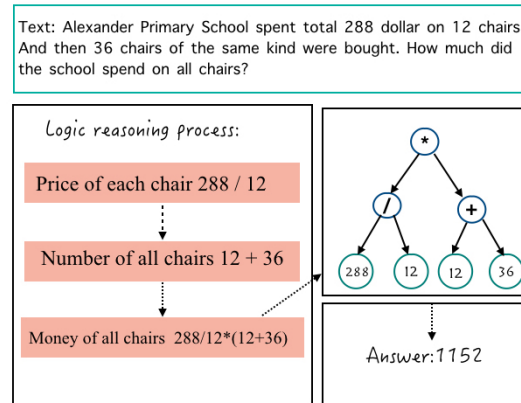 Text: Alexander Primary School spent total 288 dollar on 12 chairs
And then 36 chairs of the same kind were bought. How much did
the school spend on all chairs?
Logic reasoning process:
Price of each chair 288 / 12
Number of all chairs 12 + 36
Money of all chairs 288/12*(12+36)
*
/ +
288 12 12 36
Answer:1152